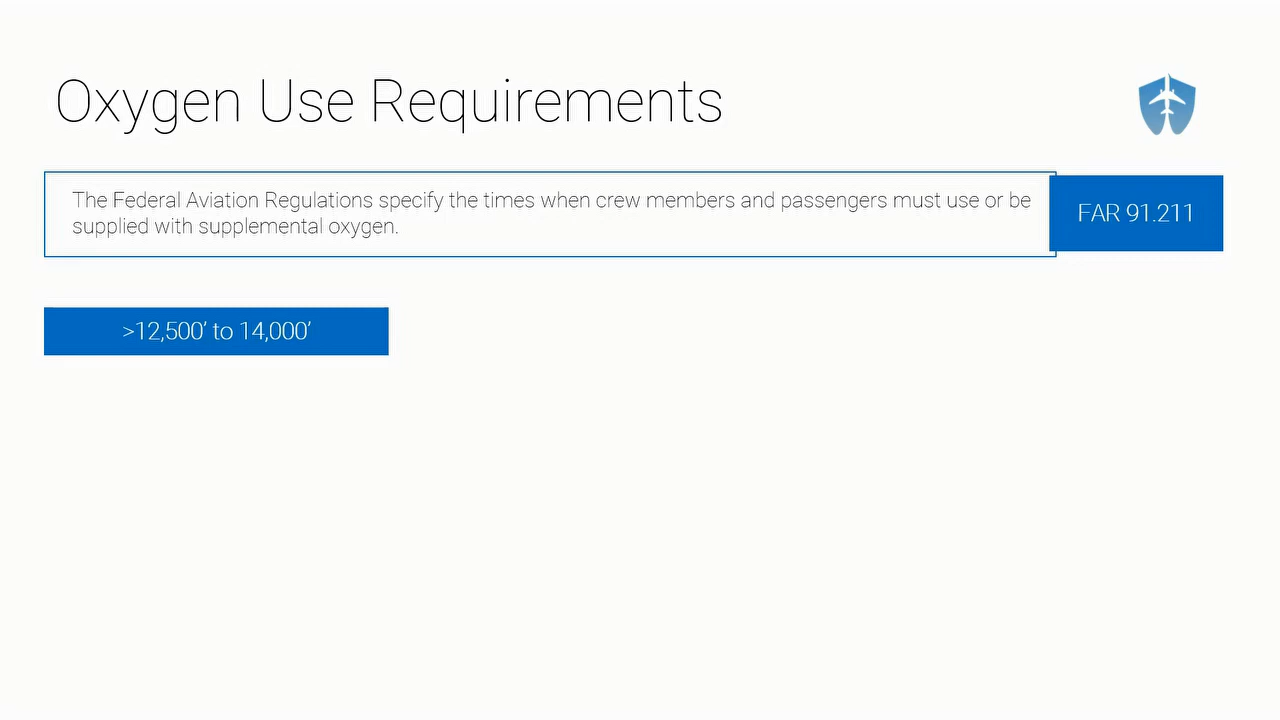 Oxygen Use Requirements
The Federal Aviation Regulations specify the times when crew members and passengers must use or be
supplied with supplemental oxygen.
FAR 91.211
>12,500’ to 14,000’